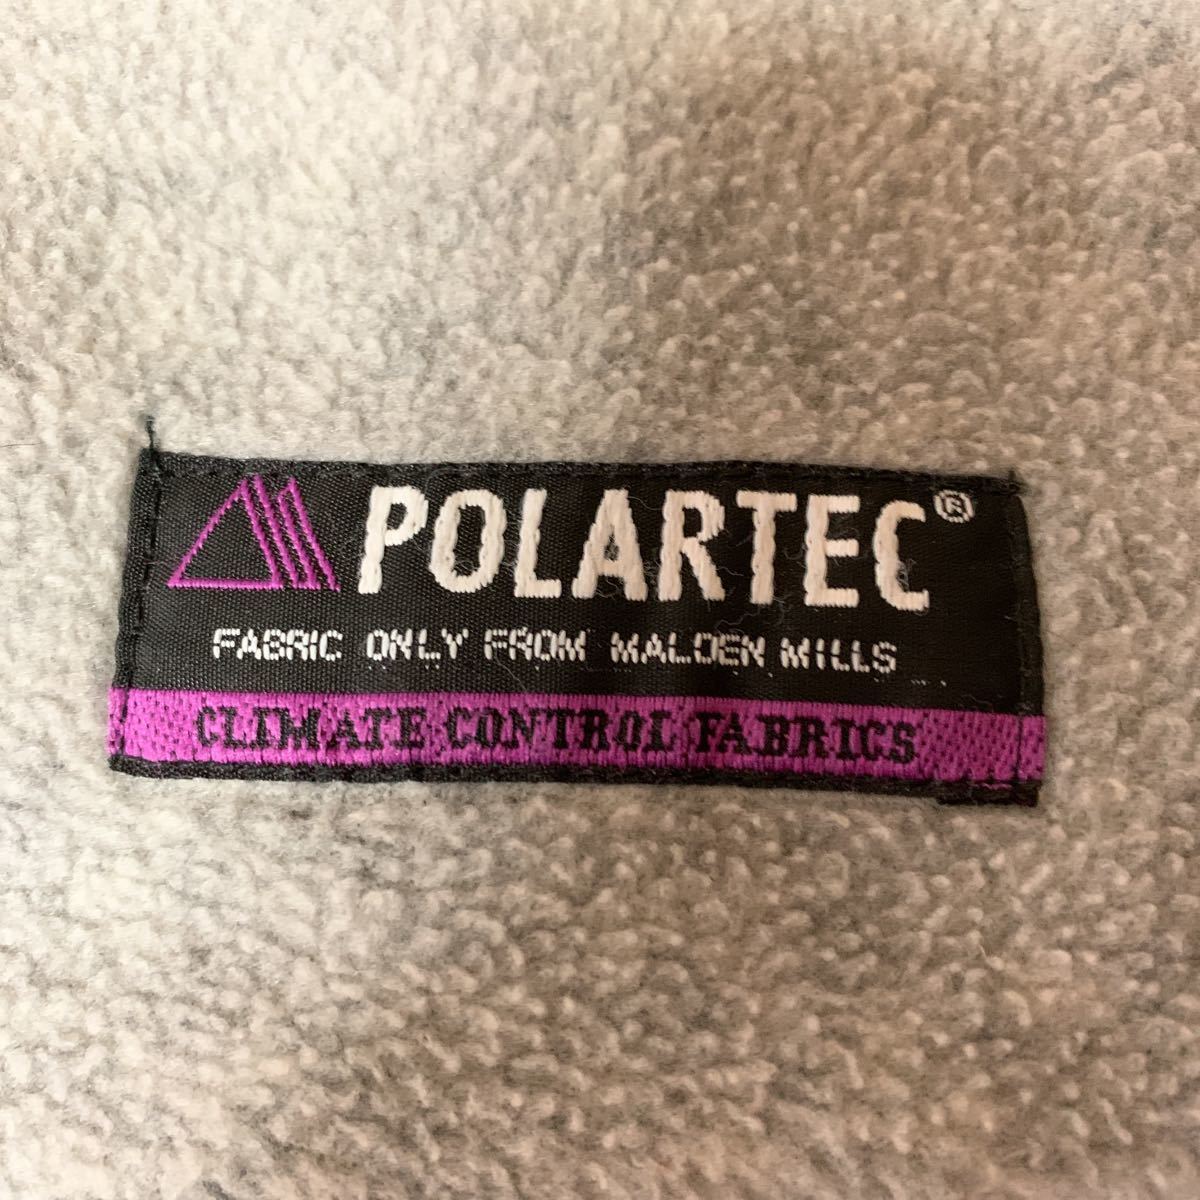 POLARTEC®
FABRIC ONLY FROM MALDEN MILLS
CLIMATE CONTROL FABRICS